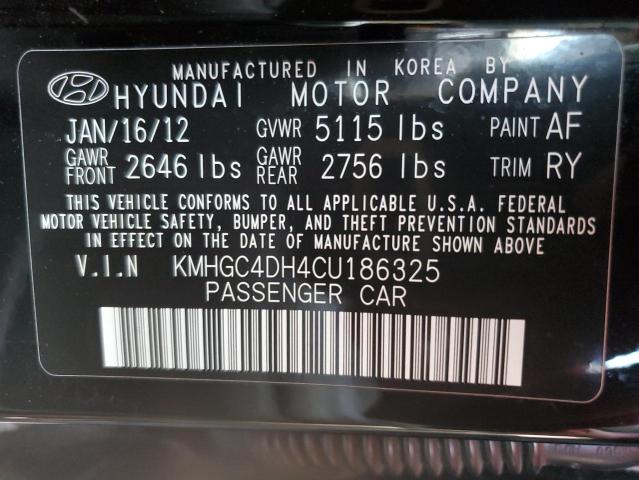 MANUFACTURED IN KOREA BY
HYUNDAI MOTOR COMPANY
JAN/16/12 GVWR 5115 lbs PAINT AF
GAWR FRONT 2646 lbs GAWR REAR 2756 lbs TRIM RY
THIS VEHICLE CONFORMS TO ALL APPLICABLE U.S.A. FEDERAL
MOTOR VEHICLE SAFETY, BUMPER, AND THEFT PREVENTION STANDARDS
IN EFFECT ON THE DATE OF MANUFACTURE SHOWN ABOVE
V.I.N KMHGC4DH4CU186325
PASSENGER CAR